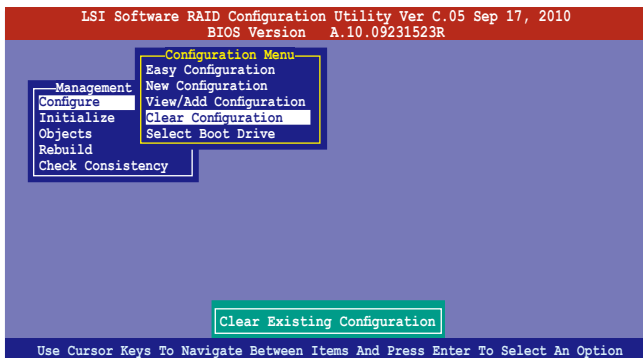 LSI Software RAID Configuration Utility Ver C.05 Sep 17, 2010
BIOS Version A.10.09231523R
Configuration Menu
Easy Configuration
New Configuration
View/Add Configuration
Clear Configuration
Select Boot Drive
Management
Configure
Initialize
Objects
Rebuild
Check Consistency
Clear Existing Configuration
Use Cursor Keys To Navigate Between Items And Press Enter To Select An Option